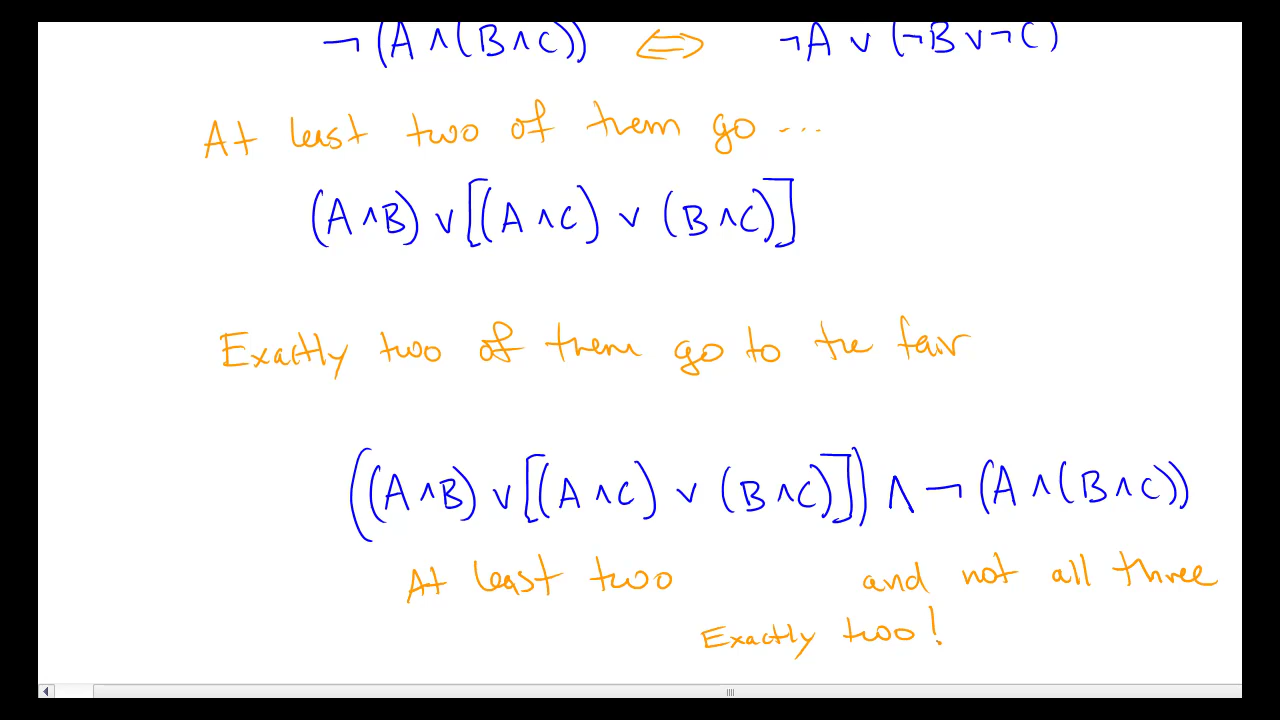 ¬(A∧(B∧C)) ⇔ ¬A∨(¬B∨¬C)
At least two of them go ...
(A∧B)∨[(A∧C)∨(B∧C)]
Exactly two of them go to the fair
((A∧B)∨[(A∧C)∨(B∧C)])∧¬(A∧(B∧C))
At least two and not all three
Exactly two!